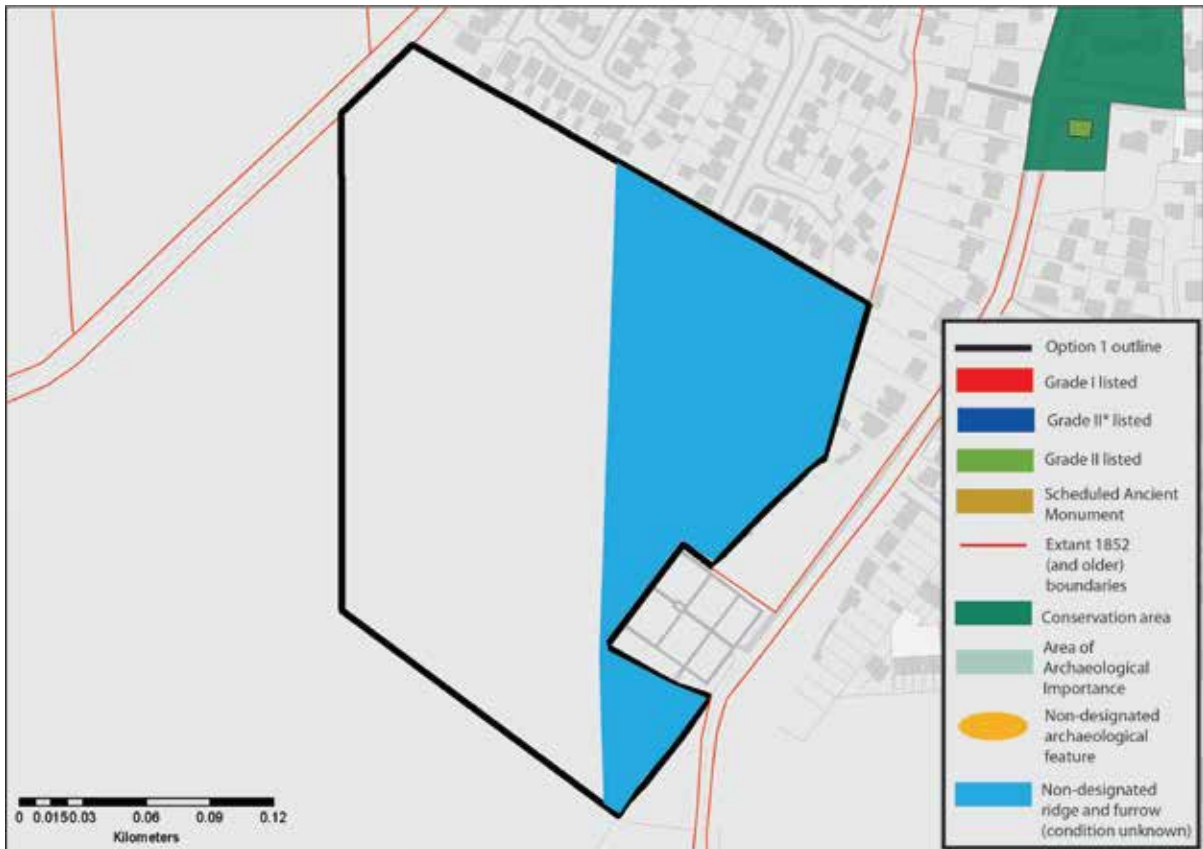 Option 1 outline
Grade I listed
Grade II* listed
Grade II listed
Scheduled Ancient
Monument
Extant 1852
(and older)
boundaries
Conservation area
Area of
Archaeological
Importance
Non-designated
archaeological
feature
Non-designated
ridge and furrow
(condition unknown)
0 0.0150.03 0.06 0.09 0.12
Kilometers